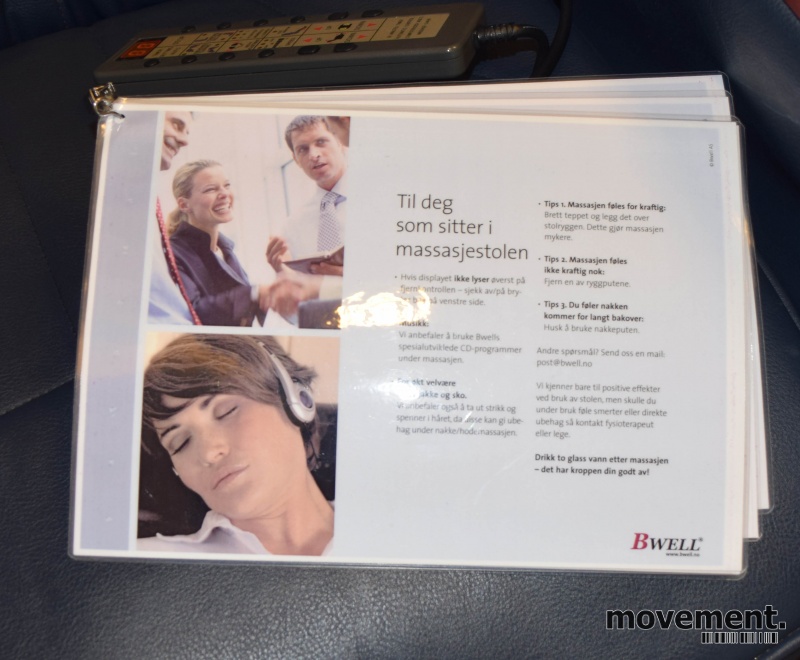 Til deg
som sitter i
massasjestolen
• Hvis displayet ikke lyser øverst på
fjernkontrollen – sjekk av/på bry-
på venstre side.
Musikk:
Vi anbefaler å bruke Bwells
spesialutviklede CD-programmer
under massasjen.
velvære
jakke og sko.
Vi anbefaler også å ta ut strikk og
spenner i håret, da disse kan gi ube-
hag under nakke/hodemassasjen.
• Tips 1. Massasjen føles for kraftig:
Brett teppet og legg det over
stolryggen. Dette gjør massasjen
mykere.
• Tips 2. Massasjen føles
ikke kraftig nok:
Fjern en av ryggputene.
• Tips 3. Du føler nakken
kommer for langt bakover:
Husk å bruke nakkeputen.
Andre spørsmål? Send oss en mail:
post@bwell.no
Vi kjenner bare til positive effekter
ved bruk av stolen, men skulle du
under bruk føle smerter eller direkte
ubehag så kontakt fysioterapeut
eller lege.
Drikk to glass vann etter massasjen
– det har kroppen din godt av!
BWELL®
www.bwell.no
movement.